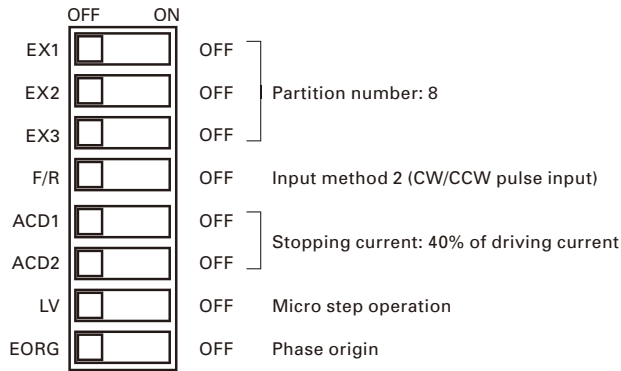 OFF ON
EX1 OFF
EX2 OFF Partition number: 8
EX3 OFF
F/R OFF Input method 2 (CW/CCW pulse input)
ACD1 OFF
Stopping current: 40% of driving current
ACD2 OFF
LV OFF Micro step operation
EORG OFF Phase origin